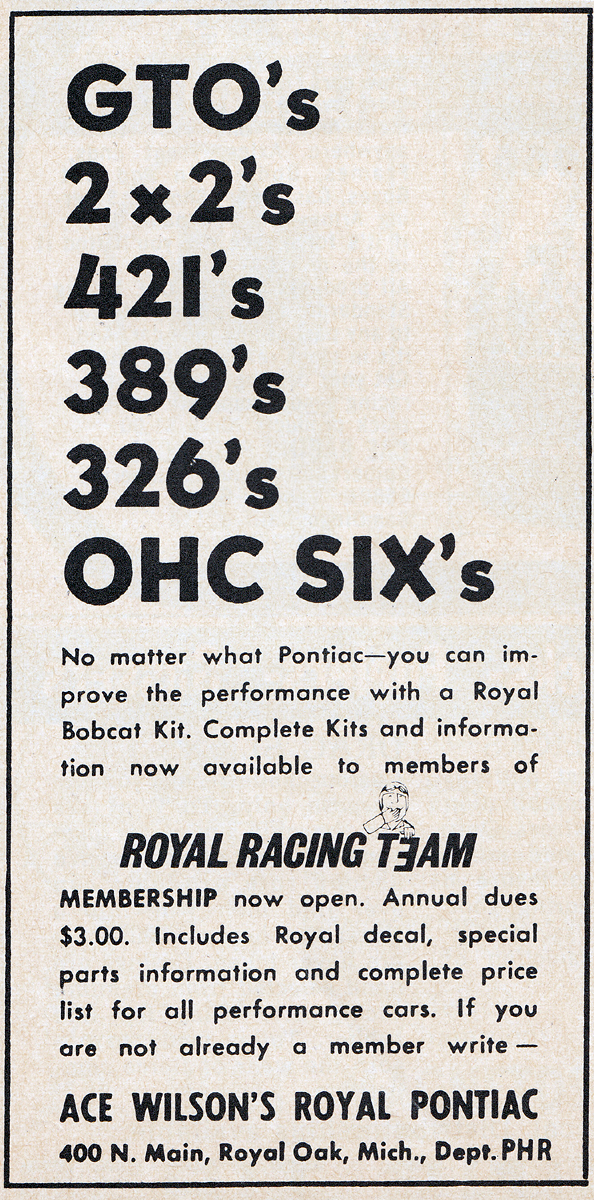 GTO's
2 x 2's
421's
389's
326's
OHC SIX's
No matter what Pontiac—you can im-
prove the performance with a Royal
Bobcat Kit. Complete Kits and informa-
tion now available to members of
ROYAL RACING TEAM
MEMBERSHIP now open. Annual dues
$3.00. Includes Royal decal, special
parts information and complete price
list for all performance cars. If you
are not already a member write—
ACE WILSON'S ROYAL PONTIAC
400 N. Main, Royal Oak, Mich., Dept. PHR